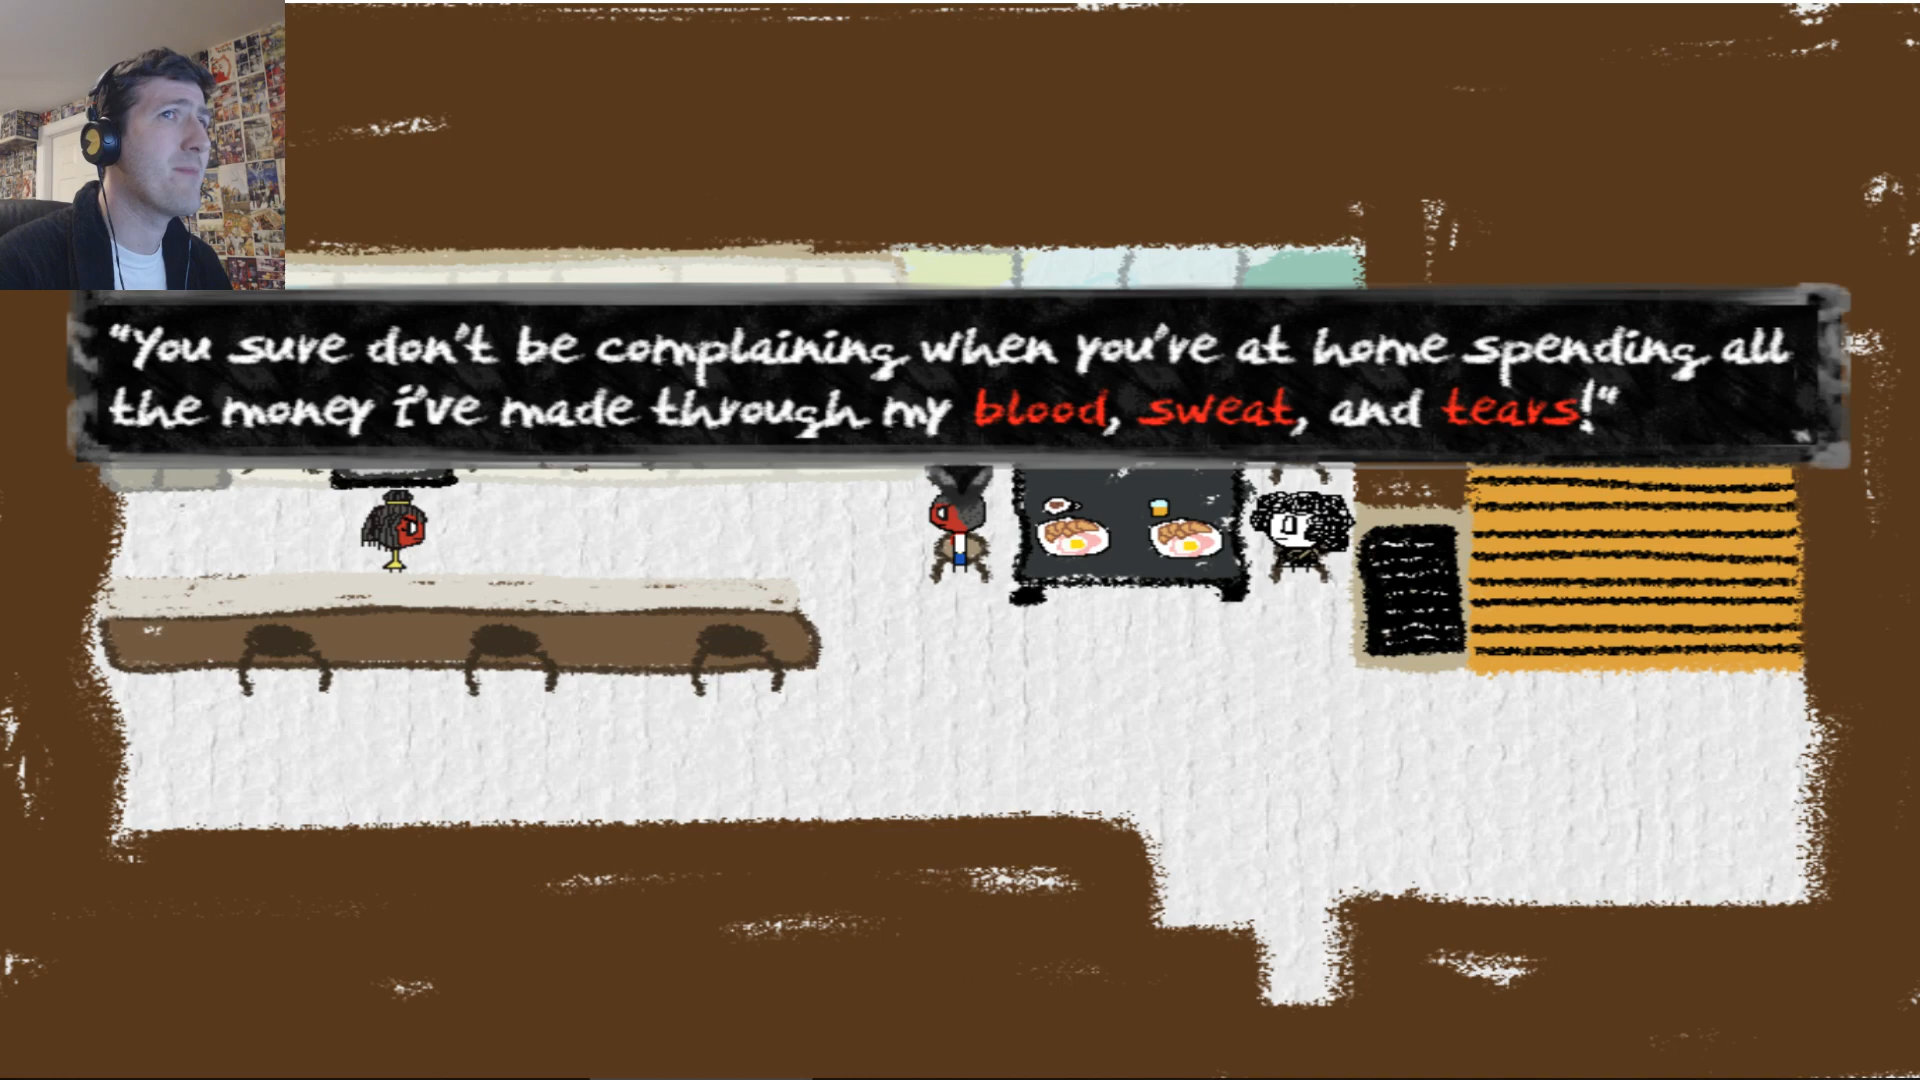 "You sure don't be complaining when you're at home spending all
the money i've made through my blood, sweat, and tears!"